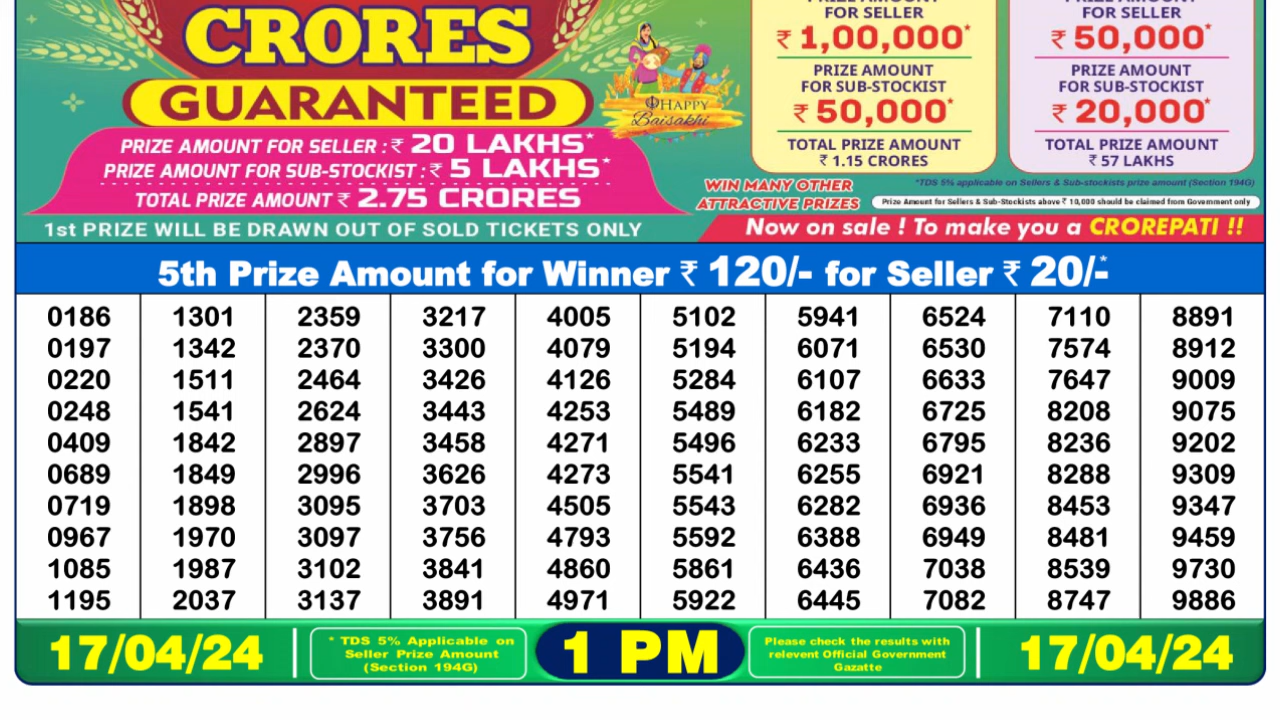 CRORES
GUARANTEED
PRIZE AMOUNT FOR SELLER : ₹ 20 LAKHS*
PRIZE AMOUNT FOR SUB-STOCKIST : ₹ 5 LAKHS*
TOTAL PRIZE AMOUNT ₹ 2.75 CRORES
1st PRIZE WILL BE DRAWN OUT OF SOLD TICKETS ONLY
HAPPY
Baisakhi
PRIZE AMOUNT
FOR SELLER
₹ 1,00,000*
PRIZE AMOUNT
FOR SUB-STOCKIST
₹ 50,000*
TOTAL PRIZE AMOUNT
₹ 1.15 CRORES
PRIZE AMOUNT
FOR SELLER
₹ 50,000*
PRIZE AMOUNT
FOR SUB-STOCKIST
₹ 20,000*
TOTAL PRIZE AMOUNT
₹ 57 LAKHS
WIN MANY OTHER
ATTRACTIVE PRIZES
*TDS 5% applicable on Sellers & Sub-stockists prize amount (Section 194G)
Prize Amount for Sellers & Sub-Stockists above ₹ 10,000 should be claimed from Government only
Now on sale ! To make you a CROREPATI !!
5th Prize Amount for Winner ₹ 120/- for Seller ₹ 20/-*
0186 1301 2359 3217 4005 5102 5941 6524 7110 8891
0197 1342 2370 3300 4079 5194 6071 6530 7574 8912
0220 1511 2464 3426 4126 5284 6107 6633 7647 9009
0248 1541 2624 3443 4253 5489 6182 6725 8208 9075
0409 1842 2897 3458 4271 5496 6233 6795 8236 9202
0689 1849 2996 3626 4273 5541 6255 6921 8288 9309
0719 1898 3095 3703 4505 5543 6282 6936 8453 9347
0967 1970 3097 3756 4793 5592 6388 6949 8481 9459
1085 1987 3102 3841 4860 5861 6436 7038 8539 9730
1195 2037 3137 3891 4971 5922 6445 7082 8747 9886
17/04/24
* TDS 5% Applicable on
Seller Prize Amount
(Section 194G)
1 PM
Please check the results with
relevent Official Government
Gazatte
17/04/24